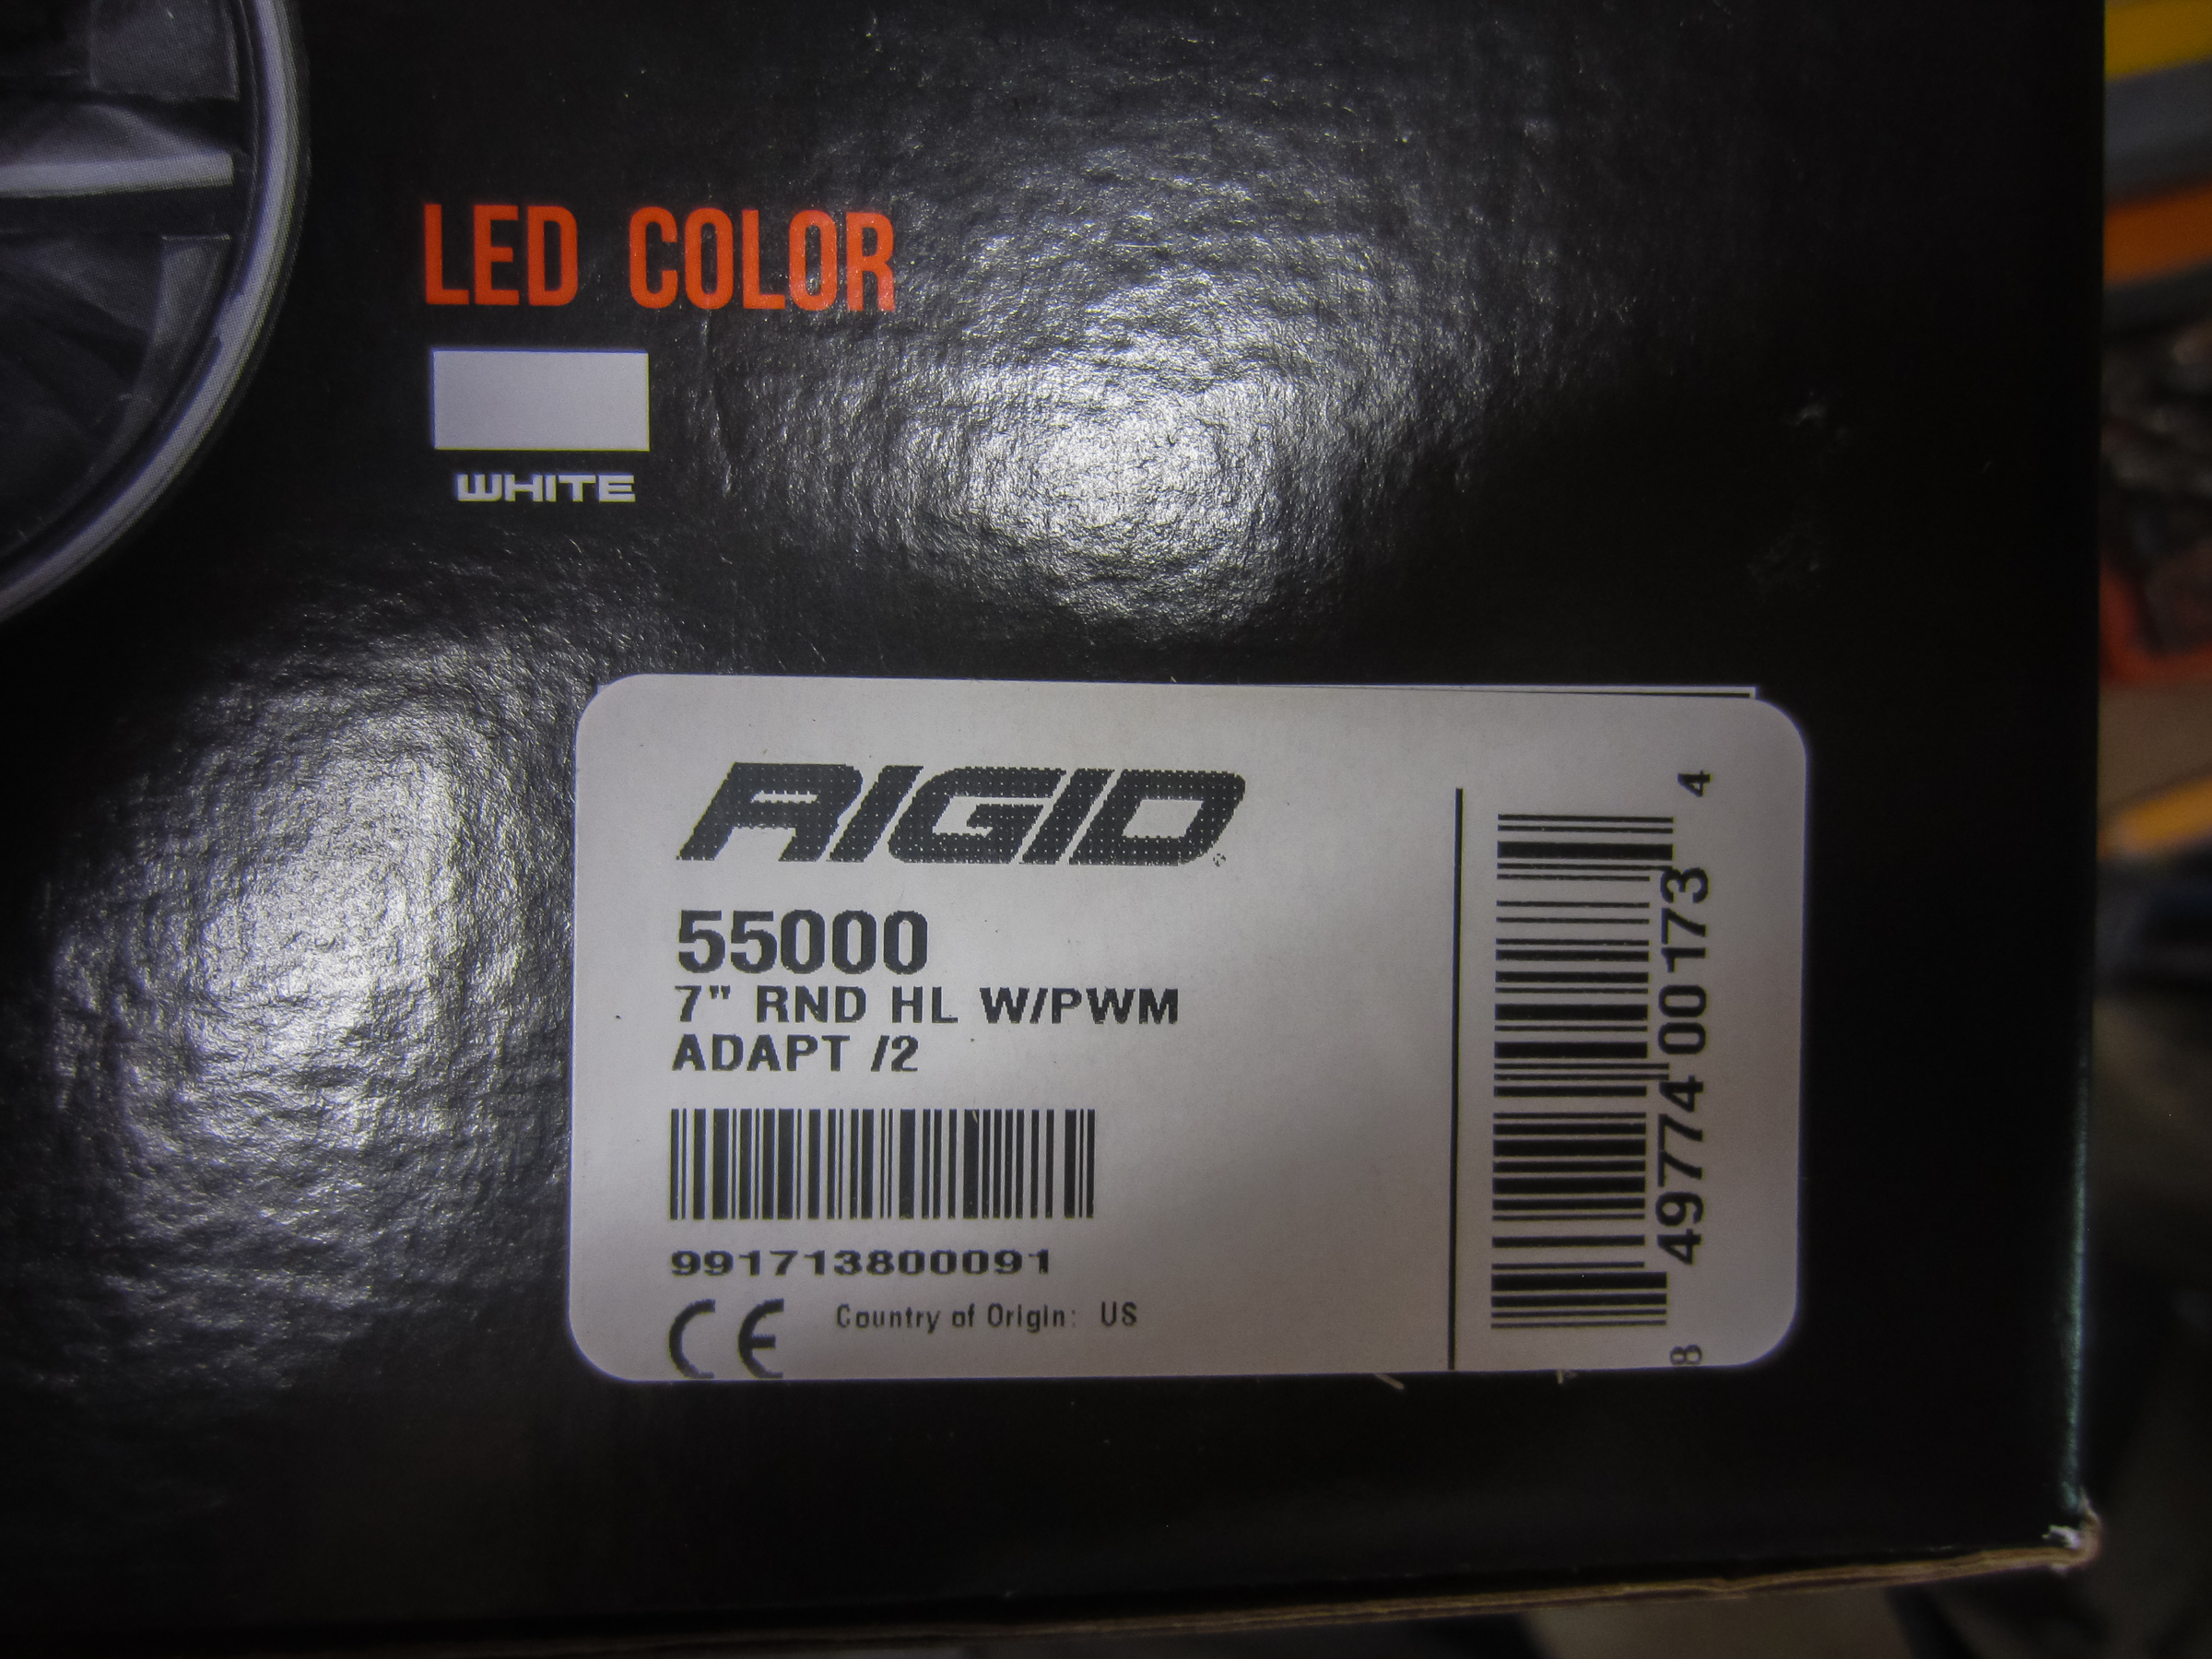 LED COLOR
WHITE
RIGID
55000
7" RND HL W/PWM
ADAPT /2
991713800091
CE Country of Origin: US
8 49774 00173 4